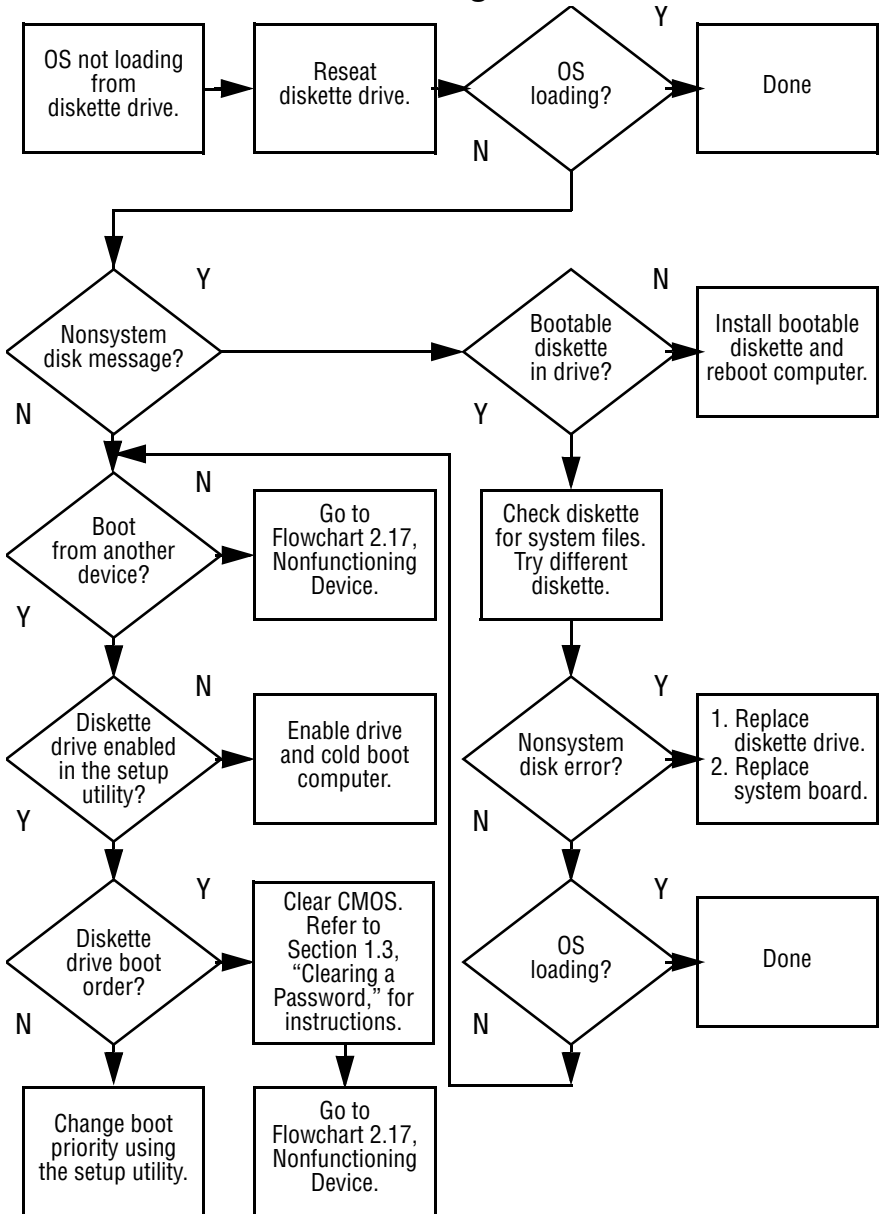 OS not loading
from
diskette drive.
Reseat
diskette drive.
OS
loading?
Y
Done
N
Nonsystem
disk message?
Y
Bootable
diskette
in drive?
N
Install bootable
diskette and
reboot computer.
N
Y
Boot
from another
device?
N
Go to
Flowchart 2.17,
Nonfunctioning
Device.
Check diskette
for system files.
Try different
diskette.
Y
Diskette
drive enabled
in the setup
utility?
N
Enable drive
and cold boot
computer.
Nonsystem
disk error?
Y
1. Replace
diskette drive.
2. Replace
system board.
Y
N
Diskette
drive boot
order?
Y
Clear CMOS.
Refer to
Section 1.3,
“Clearing a
Password,” for
instructions.
OS
loading?
Y
Done
N
N
Change boot
priority using
the setup utility.
Go to
Flowchart 2.17,
Nonfunctioning
Device.